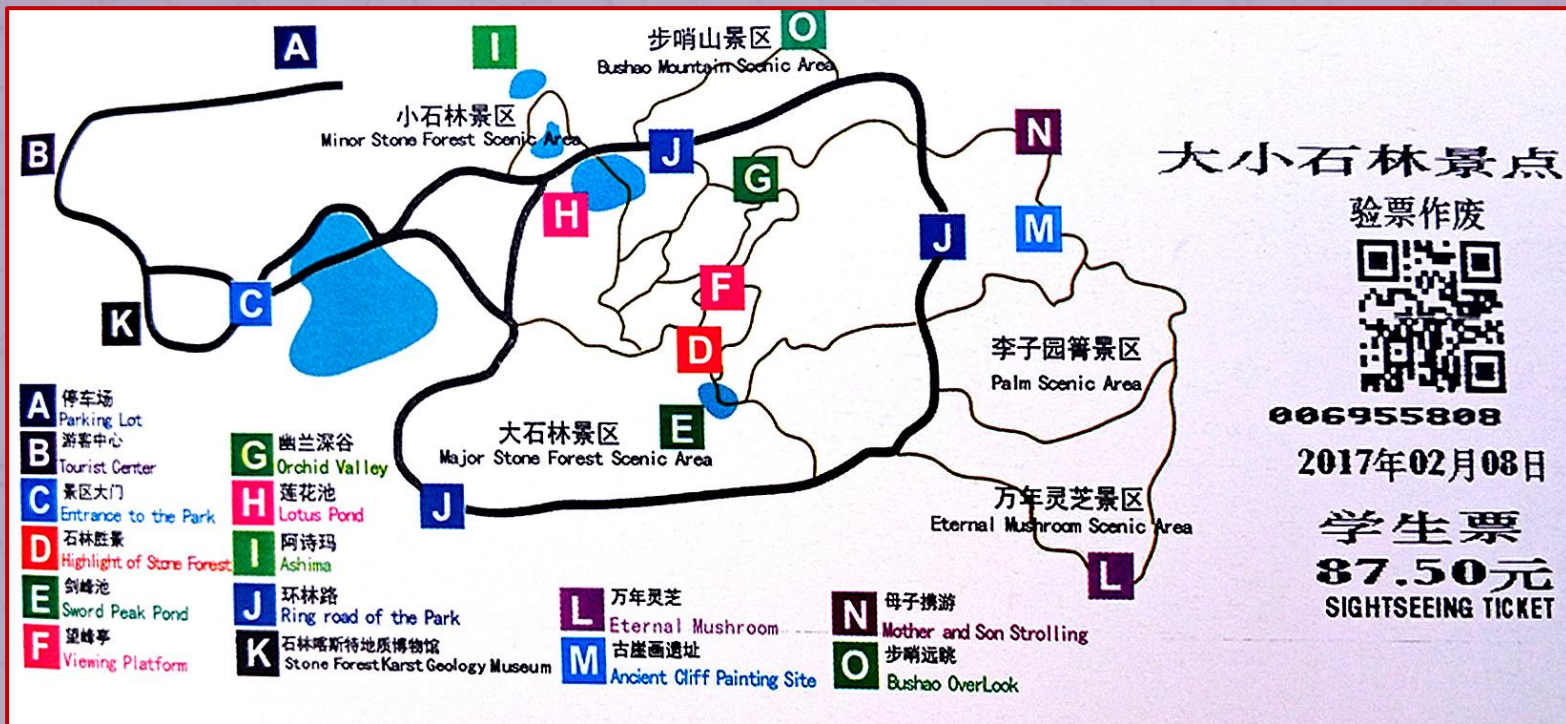 A
I
步哨山景区
O
Bushao Mountain Scenic Area
小石林景区
Minor Stone Forest Scenic Area
B
J
N
G
H
J
M
C
K
F
D
E
大石林景区
Major Stone Forest Scenic Area
J
李子园箐景区
Palm Scenic Area
万年灵芝景区
Eternal Mushroom Scenic Area
L
A 停车场
Parking Lot
B 游客中心
Tourist Center
C 景区大门
Entrance to the Park
D 石林胜景
Highlight of Stone Forest
E 剑峰池
Sword Peak Pond
F 望峰亭
Viewing Platform
G 幽兰深谷
Orchid Valley
H 莲花池
Lotus Pond
I 阿诗玛
Ashima
J 环林路
Ring road of the Park
K 石林喀斯特地质博物馆
Stone Forest Karst Geology Museum
L 万年灵芝
Eternal Mushroom
M 古崖画遗址
Ancient Cliff Painting Site
N 母子携游
Mother and Son Strolling
O 步哨远眺
Bushao OverLook
大小石林景点
验票作废
006955808
2017年02月08日
学生票
87.50元
SIGHTSEEING TICKET